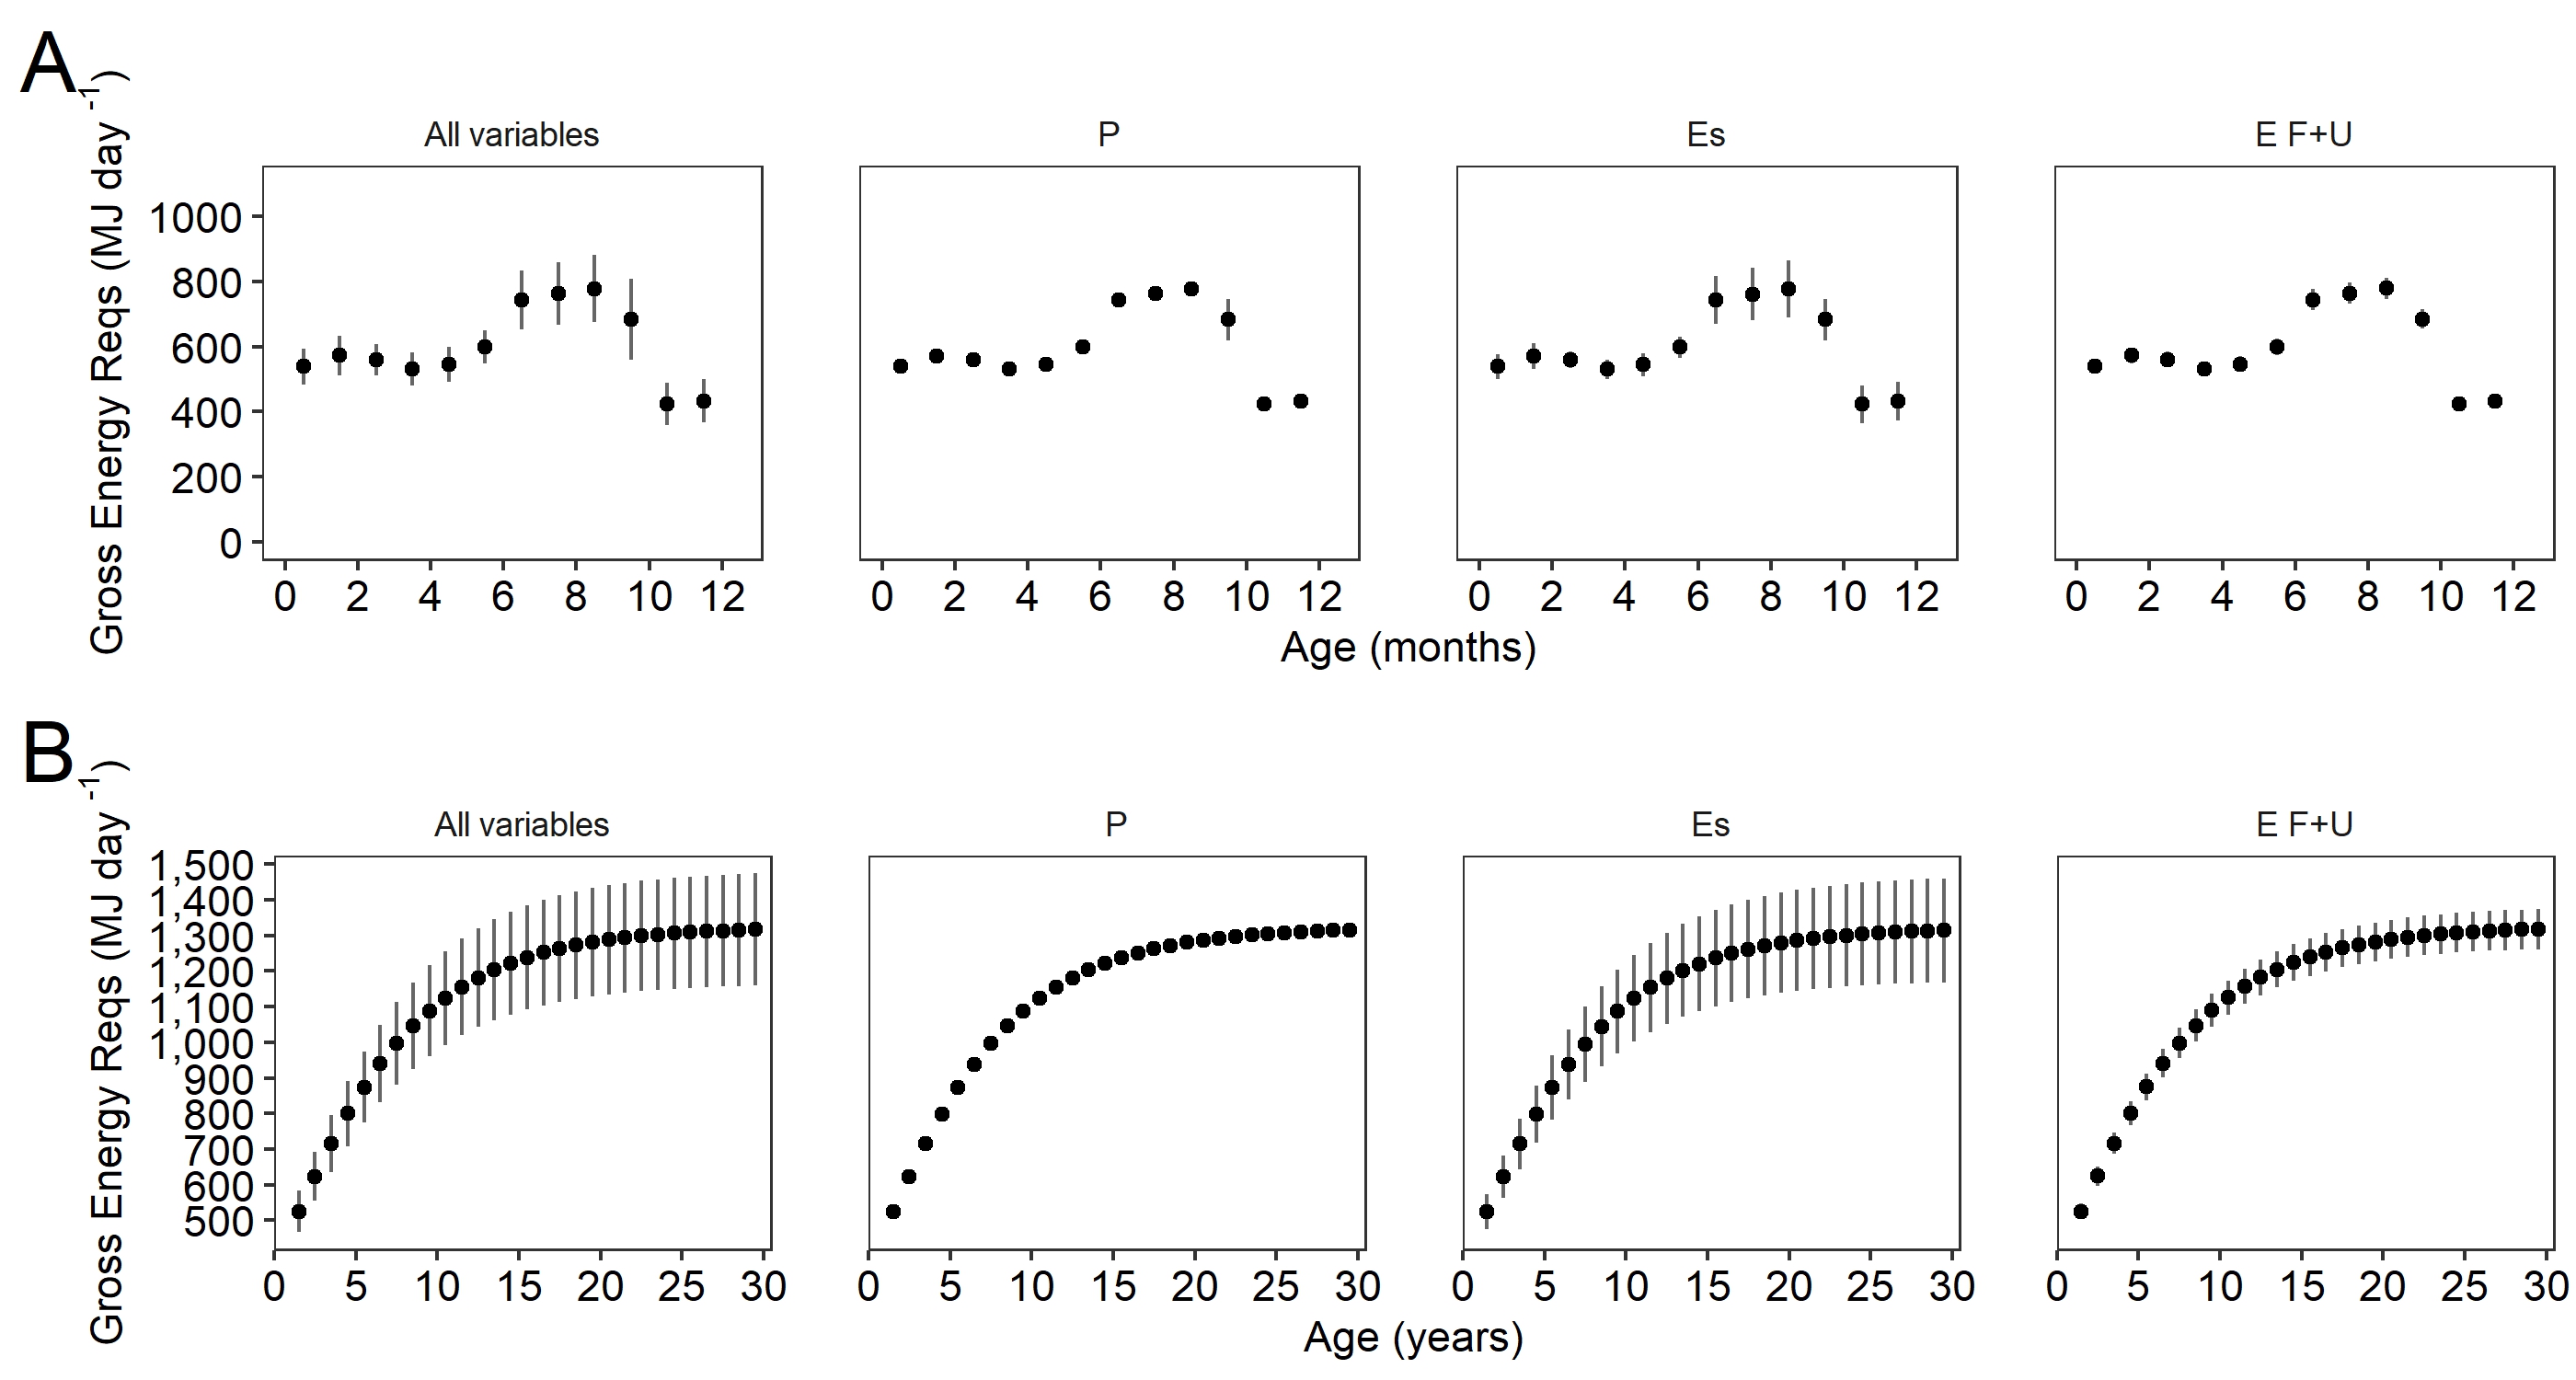 A
Gross Energy Reqs (MJ day -1)
All variables
P
Es
E F+U
1000
800
600
400
200
0
0 2 4 6 8 10 12
0 2 4 6 8 10 12
0 2 4 6 8 10 12
0 2 4 6 8 10 12
Age (months)
B
Gross Energy Reqs (MJ day -1)
All variables
P
Es
E F+U
1,500
1,400
1,300
1,200
1,100
1,000
900
800
700
600
500
0 5 10 15 20 25 30
0 5 10 15 20 25 30
0 5 10 15 20 25 30
0 5 10 15 20 25 30
Age (years)